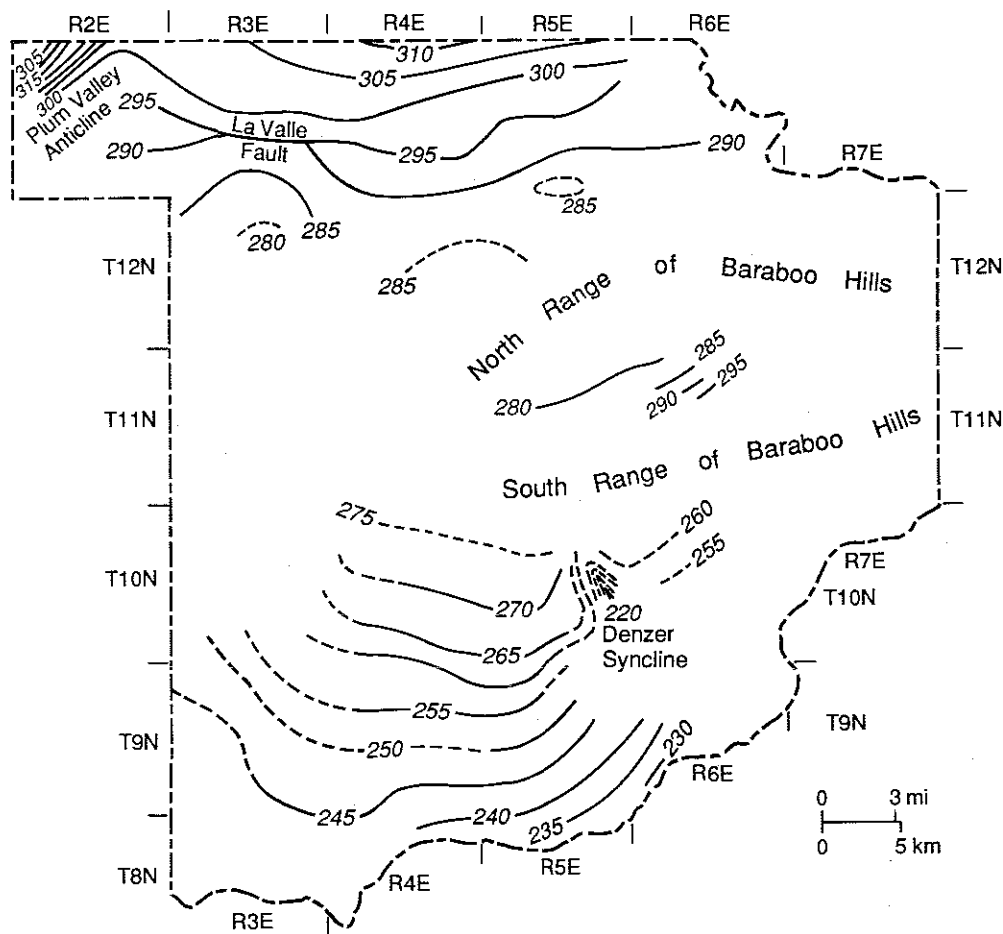 R2E R3E R4E R5E R6E
310
305
305
315
300
300
Plum Valley
Anticline
295
La Valle
Fault
290
295
290
R7E
285
285
280
285
T12N
North Range of Baraboo Hills
T12N
285
280
290
295
T11N
T11N
South Range of Baraboo Hills
275
260
255
R7E
T10N
T10N
270
220
Denzer
Syncline
265
255
T9N
T9N
250
230
R6E
245
240
235
0 3 mi
0 5 km
T8N
R5E
R4E
R3E